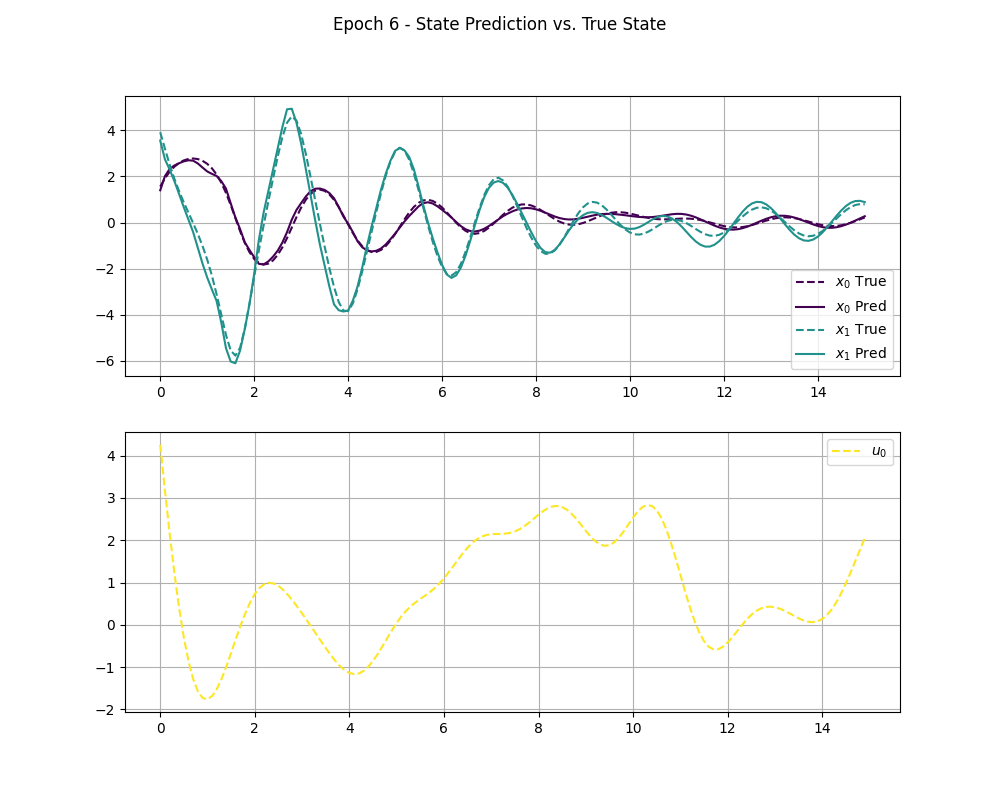 Epoch 6 - State Prediction vs. True State
4
2
0
−2
−4
−6
x₀ True
x₀ Pred
x₁ True
x₁ Pred
0 2 4 6 8 10 12 14
4
3
2
1
0
−1
−2
u₀
0 2 4 6 8 10 12 14